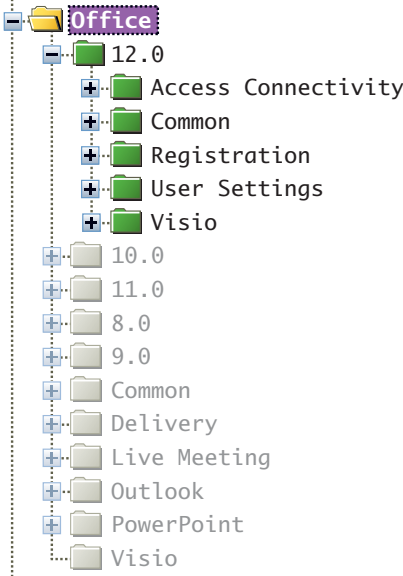 Office
12.0
Access Connectivity
Common
Registration
User Settings
Visio
10.0
11.0
8.0
9.0
Common
Delivery
Live Meeting
Outlook
PowerPoint
Visio